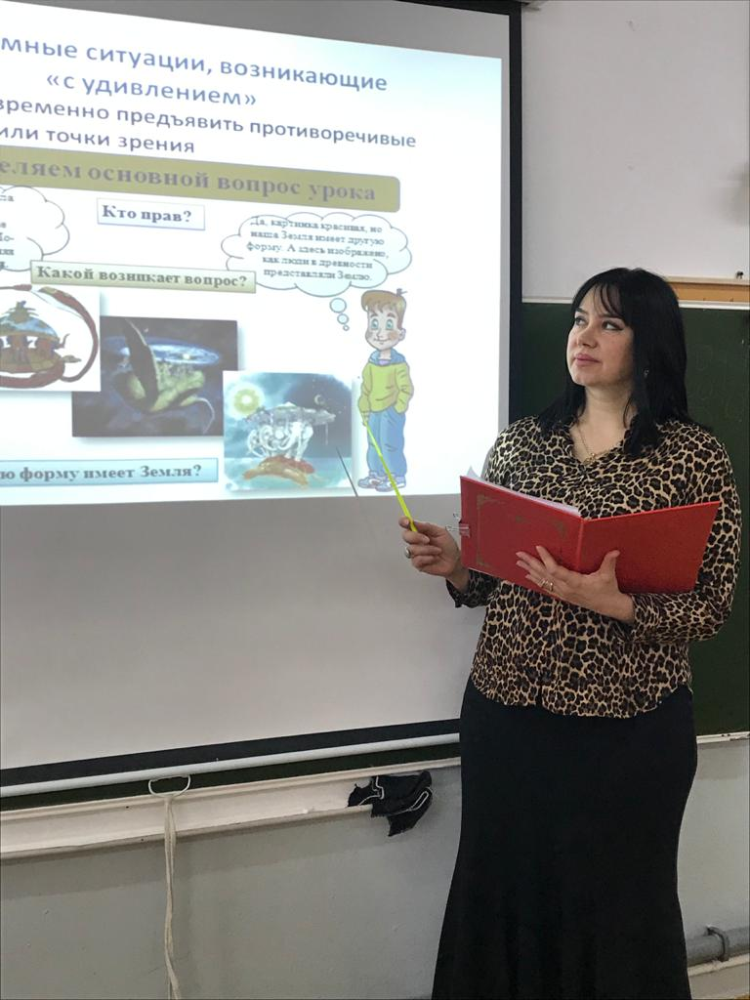 мные ситуации, возникающие
«с удивлением»
временно предъявить противоречивые
или точки зрения
еляем основной вопрос урока
Кто прав?
Да, картинка красивая, но
наша Земля имеет другую
форму. А здесь изображено,
как люди в древности
представляли Землю.
Какой возникает вопрос?
ю форму имеет Земля?